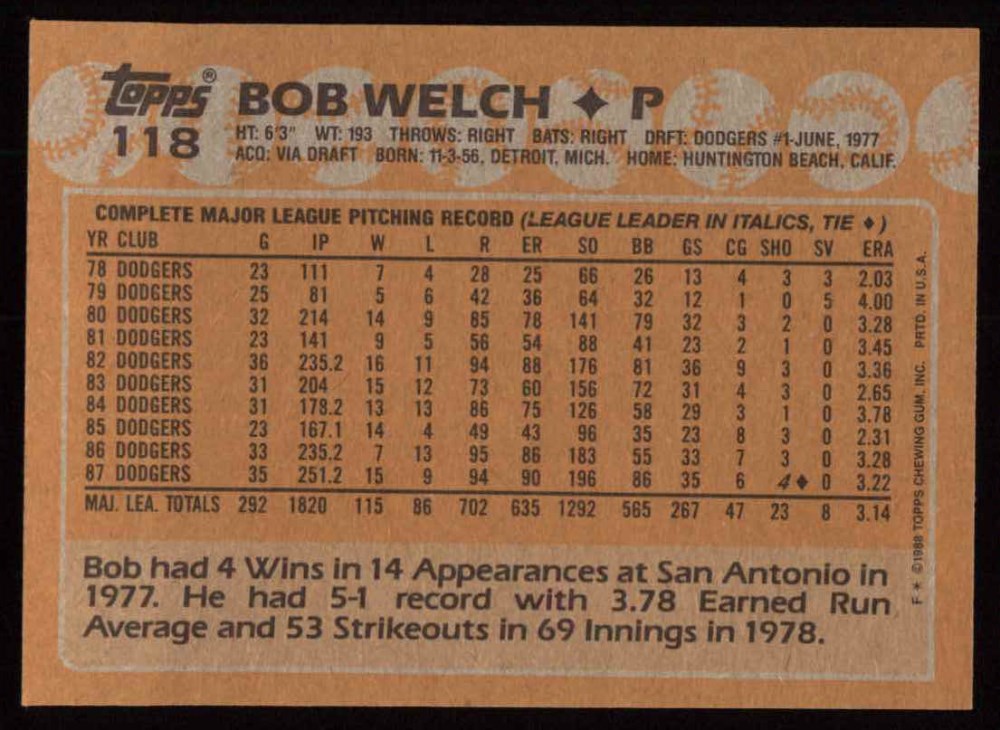 topps® BOB WELCH ✦ P
118 HT: 6'3" WT: 193 THROWS: RIGHT BATS: RIGHT DRFT: DODGERS #1-JUNE, 1977
ACQ: VIA DRAFT BORN: 11-3-56, DETROIT, MICH. HOME: HUNTINGTON BEACH, CALIF.
COMPLETE MAJOR LEAGUE PITCHING RECORD (LEAGUE LEADER IN ITALICS, TIE ♦)
YR CLUB G IP W L R ER SO BB GS CG SHO SV ERA
78 DODGERS 23 111 7 4 28 25 66 26 13 4 3 3 2.03
79 DODGERS 25 81 5 6 42 36 64 32 12 1 0 5 4.00
80 DODGERS 32 214 14 9 85 78 141 79 32 3 2 0 3.28
81 DODGERS 23 141 9 5 56 54 88 41 23 2 1 0 3.45
82 DODGERS 36 235.2 16 11 94 88 176 81 36 9 3 0 3.36
83 DODGERS 31 204 15 12 73 60 156 72 31 4 3 0 2.65
84 DODGERS 31 178.2 13 13 86 75 126 58 29 3 1 0 3.78
85 DODGERS 23 167.1 14 4 49 43 96 35 23 8 3 0 2.31
86 DODGERS 33 235.2 7 13 95 86 183 55 33 7 3 0 3.28
87 DODGERS 35 251.2 15 9 94 90 196 86 35 6 4♦ 0 3.22
MAJ. LEA. TOTALS 292 1820 115 86 702 635 1292 565 267 47 23 8 3.14
Bob had 4 Wins in 14 Appearances at San Antonio in
1977. He had 5-1 record with 3.78 Earned Run
Average and 53 Strikeouts in 69 Innings in 1978.
F * ©1988 TOPPS CHEWING GUM, INC. PRTD. IN U.S.A.